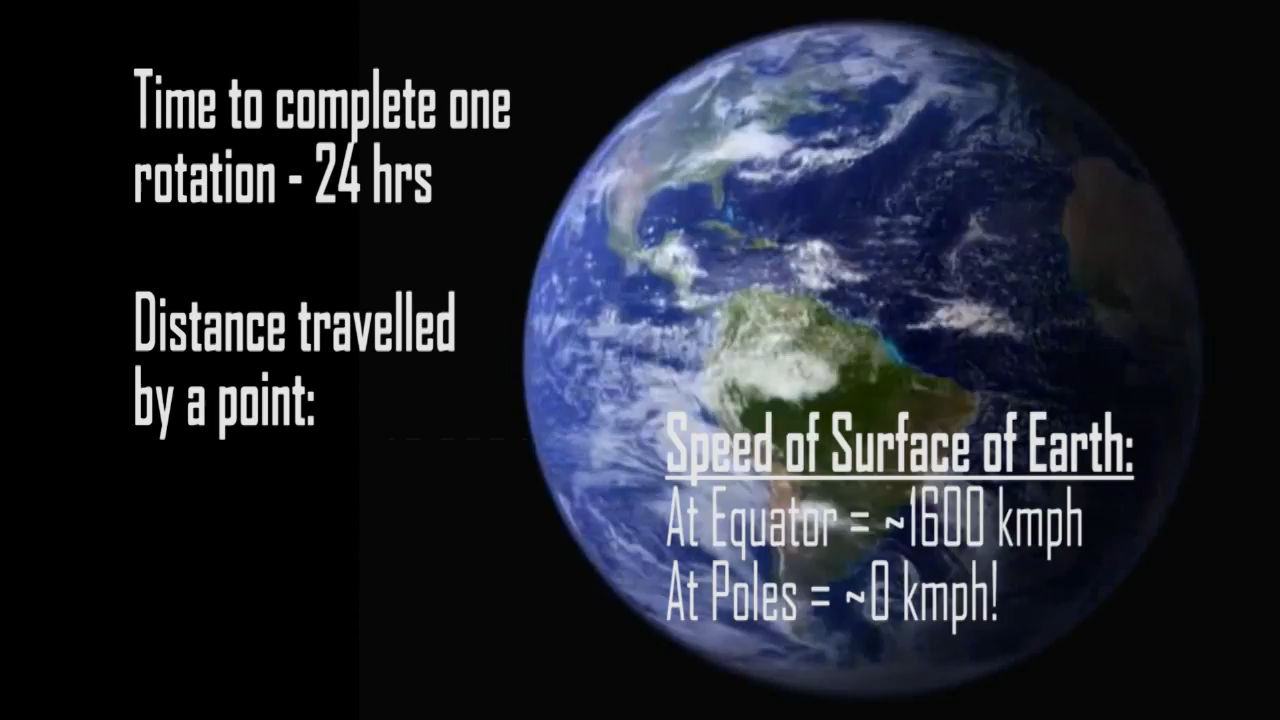 Time to complete one
rotation - 24 hrs
Distance travelled
by a point:
Speed of Surface of Earth:
At Equator = ~1600 kmph
At Poles = ~0 kmph!